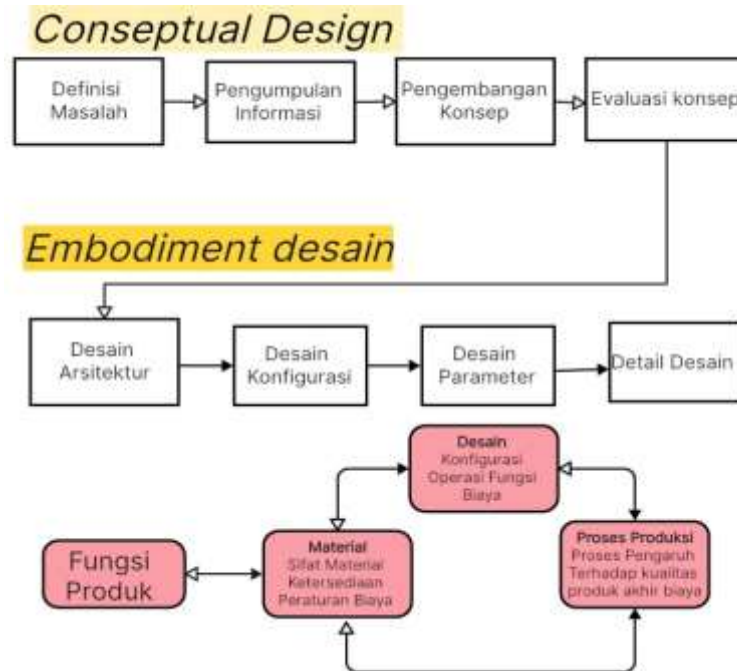 Conseptual Design
Definisi
Masalah
Pengumpulan
Informasi
Pengembangan
Konsep
Evaluasi konsep
Embodiment desain
Desain
Arsitektur
Desain
Konfigurasi
Desain
Parameter
Detail Desain
Desain
Konfigurasi
Operasi Fungsi
Biaya
Fungsi
Produk
Material
Sifat Material
Ketersediaan
Peraturan Biaya
Proses Produksi
Proses Pengaruh
Terhadap kualitas
produk akhir biaya